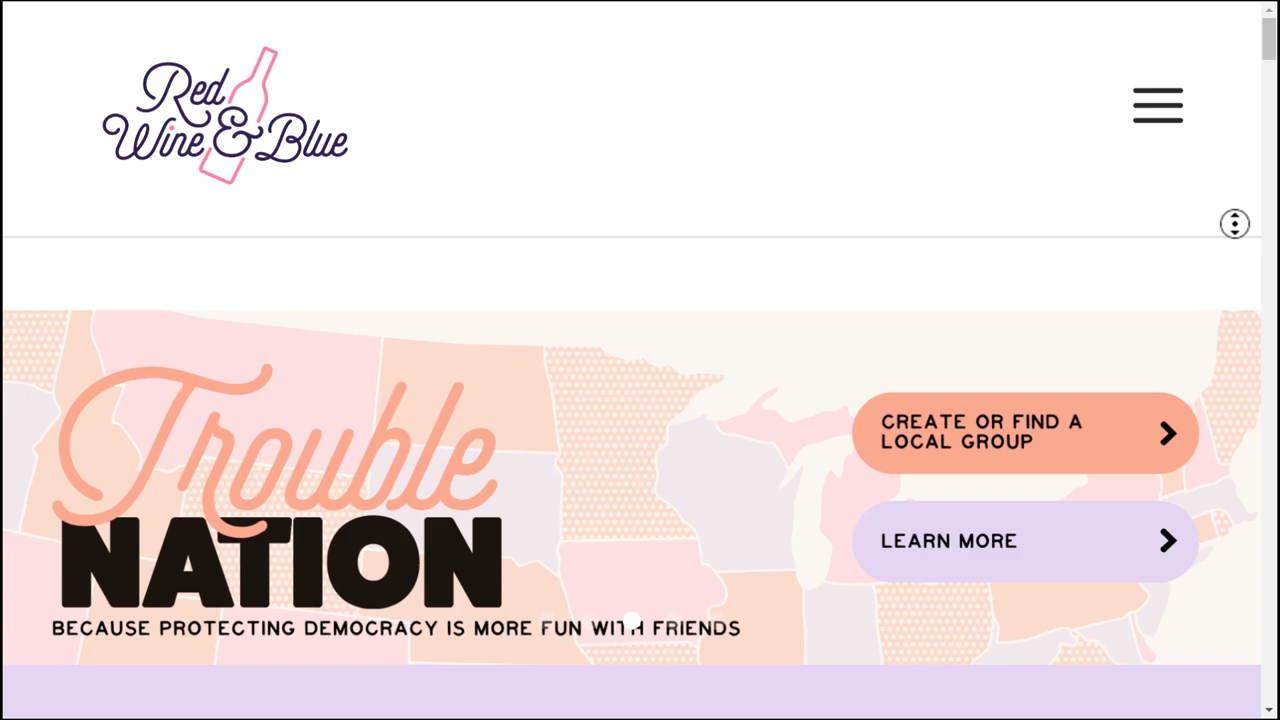 Red
Wine & Blue
Trouble
NATION
BECAUSE PROTECTING DEMOCRACY IS MORE FUN WITH FRIENDS
CREATE OR FIND A
LOCAL GROUP
LEARN MORE